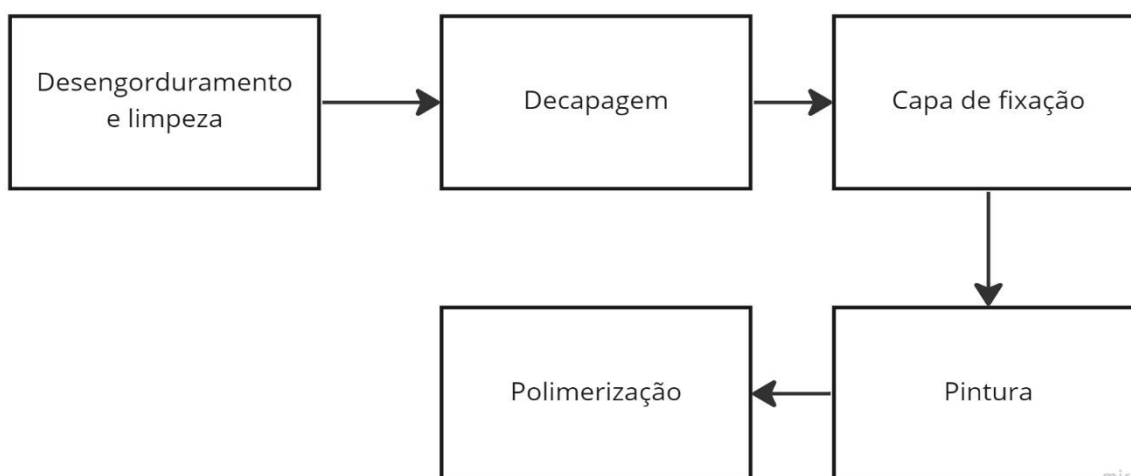 Desengorduramento
e limpeza
Decapagem
Capa de fixação
Pintura
Polimerização